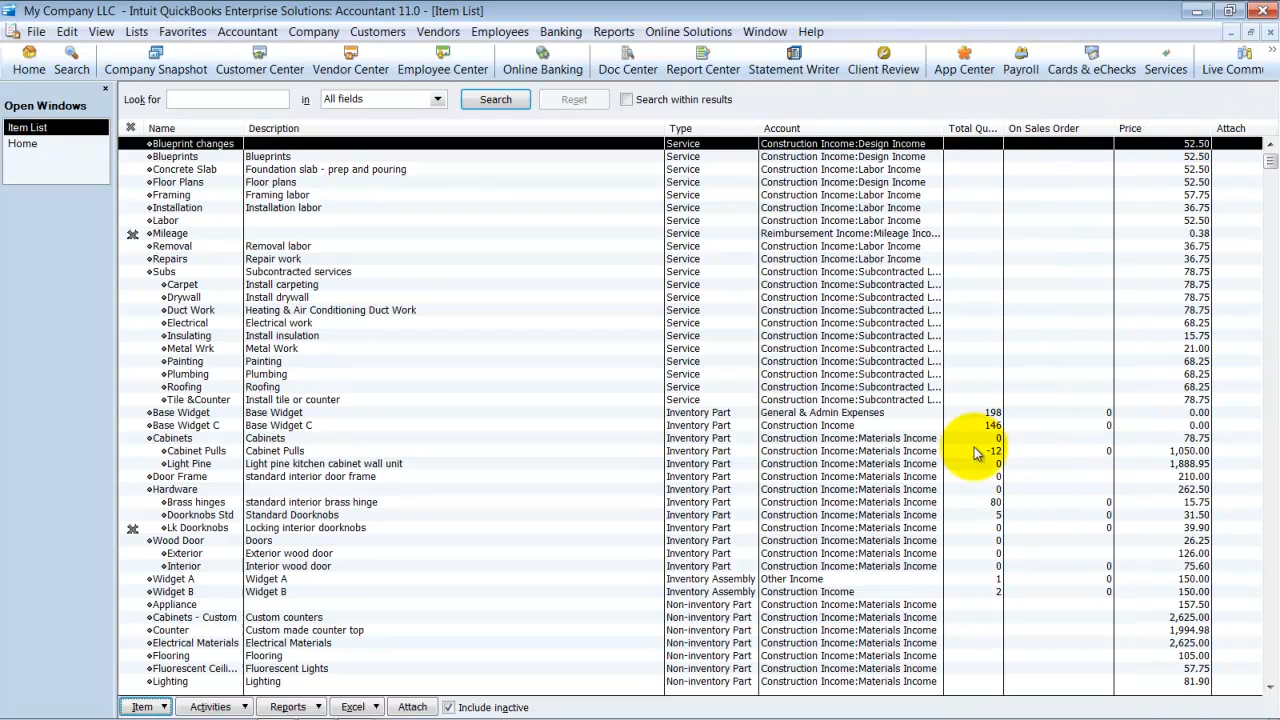 My Company LLC - Intuit QuickBooks Enterprise Solutions: Accountant 11.0 - [Item List]
File Edit View Lists Favorites Accountant Company Customers Vendors Employees Banking Reports Online Solutions Window Help
Home Search Company Snapshot Customer Center Vendor Center Employee Center Online Banking Doc Center Report Center Statement Writer Client Review App Center Payroll Cards & eChecks Services Live Commu
Open Windows
Item List
Home
Look for in All fields Search Reset Search within results
Name Description Type Account Total Qu... On Sales Order Price Attach
Blueprint changes Service Construction Income:Design Income 52.50
Blueprints Blueprints Service Construction Income:Design Income 52.50
Concrete Slab Foundation slab - prep and pouring Service Construction Income:Labor Income 52.50
Floor Plans Floor plans Service Construction Income:Design Income 52.50
Framing Framing labor Service Construction Income:Labor Income 57.75
Installation Installation labor Service Construction Income:Labor Income 36.75
Labor Service Construction Income:Labor Income 52.50
Mileage Service Reimbursement Income:Mileage Inco... 0.38
Removal Removal labor Service Construction Income:Labor Income 36.75
Repairs Repair work Service Construction Income:Labor Income 36.75
Subs Subcontracted services Service Construction Income:Subcontracted L... 78.75
Carpet Install carpeting Service Construction Income:Subcontracted L... 78.75
Drywall Install drywall Service Construction Income:Subcontracted L... 78.75
Duct Work Heating & Air Conditioning Duct Work Service Construction Income:Subcontracted L... 78.75
Electrical Electrical work Service Construction Income:Subcontracted L... 68.25
Insulating Install insulation Service Construction Income:Subcontracted L... 15.75
Metal Wrk Metal Work Service Construction Income:Subcontracted L... 21.00
Painting Painting Service Construction Income:Subcontracted L... 68.25
Plumbing Plumbing Service Construction Income:Subcontracted L... 68.25
Roofing Roofing Service Construction Income:Subcontracted L... 68.25
Tile &Counter Install tile or counter Service Construction Income:Subcontracted L... 78.75
Base Widget Base Widget Inventory Part General & Admin Expenses 198 0 0.00
Base Widget C Base Widget C Inventory Part Construction Income 146 0 0.00
Cabinets Cabinets Inventory Part Construction Income:Materials Income 0 78.75
Cabinet Pulls Cabinet Pulls Inventory Part Construction Income:Materials Income -12 0 1,050.00
Light Pine Light pine kitchen cabinet wall unit Inventory Part Construction Income:Materials Income 0 1,888.95
Door Frame standard interior door frame Inventory Part Construction Income:Materials Income 0 210.00
Hardware Inventory Part Construction Income:Materials Income 0 262.50
Brass hinges standard interior brass hinge Inventory Part Construction Income:Materials Income 80 0 15.75
Doorknobs Std Standard Doorknobs Inventory Part Construction Income:Materials Income 5 0 31.50
Lk Doorknobs Locking interior doorknobs Inventory Part Construction Income:Materials Income 0 0 39.90
Wood Door Doors Inventory Part Construction Income:Materials Income 0 26.25
Exterior Exterior wood door Inventory Part Construction Income:Materials Income 0 126.00
Interior Interior wood door Inventory Part Construction Income:Materials Income 0 0 75.60
Widget A Widget A Inventory Assembly Other Income 1 0 150.00
Widget B Widget B Inventory Assembly Construction Income 2 0 150.00
Appliance Non-inventory Part Construction Income:Materials Income 157.50
Cabinets - Custom Custom counters Non-inventory Part Construction Income:Materials Income 2,625.00
Counter Custom made counter top Non-inventory Part Construction Income:Materials Income 1,994.98
Electrical Materials Electrical Materials Non-inventory Part Construction Income:Materials Income 2,625.00
Flooring Flooring Non-inventory Part Construction Income:Materials Income 105.00
Fluorescent Ceili... Fluorescent Lights Non-inventory Part Construction Income:Materials Income 57.75
Lighting Lighting Non-inventory Part Construction Income:Materials Income 81.90
Item Activities Reports Excel Attach Include inactive